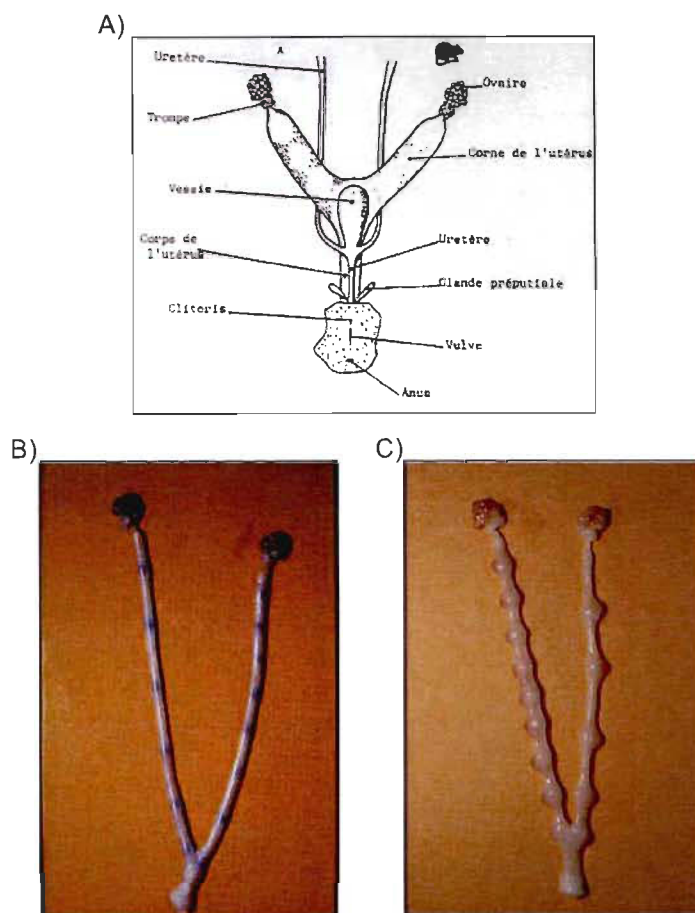 A)
A
Uretère
Ovaire
Trompe
Corne de l'utérus
Vessie
Uretère
Corps de
l'utérus
Glande préputiale
Clitoris
Vulve
Anus
B)
C)